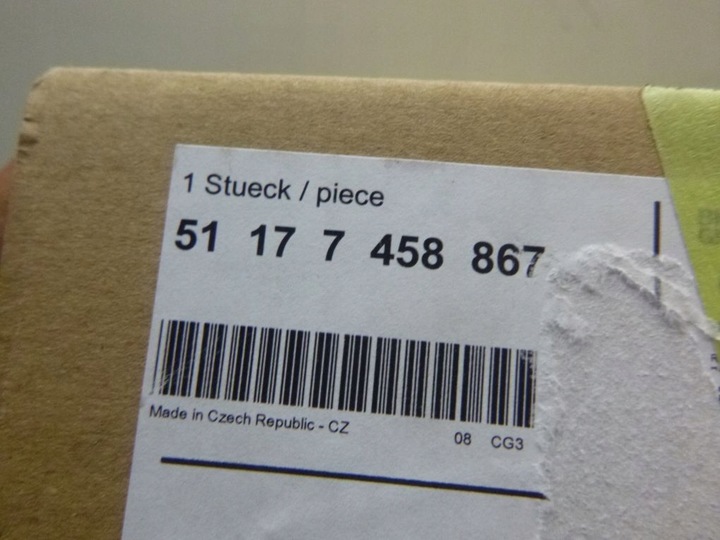 1 Stueck / piece
51 17 7 458 867
Made in Czech Republic - CZ
08 CG3